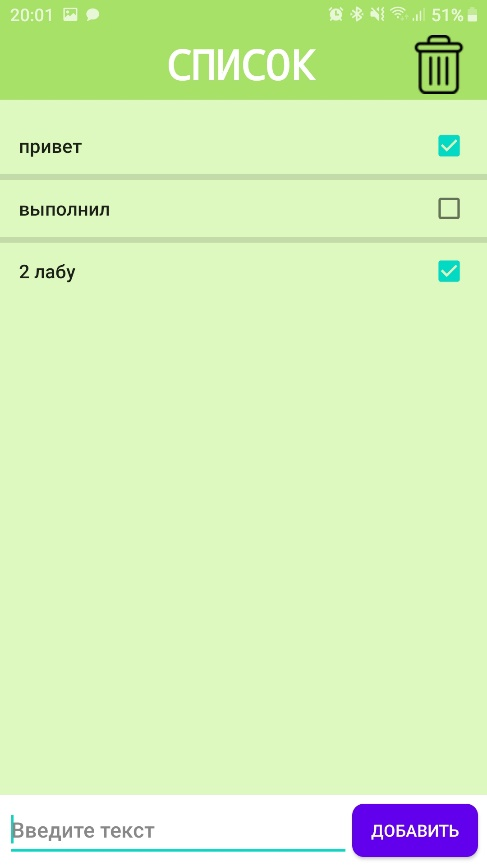 20:01 51%
СПИСОК
привет
выполнил
2 лабу
Введите текст
ДОБАВИТЬ